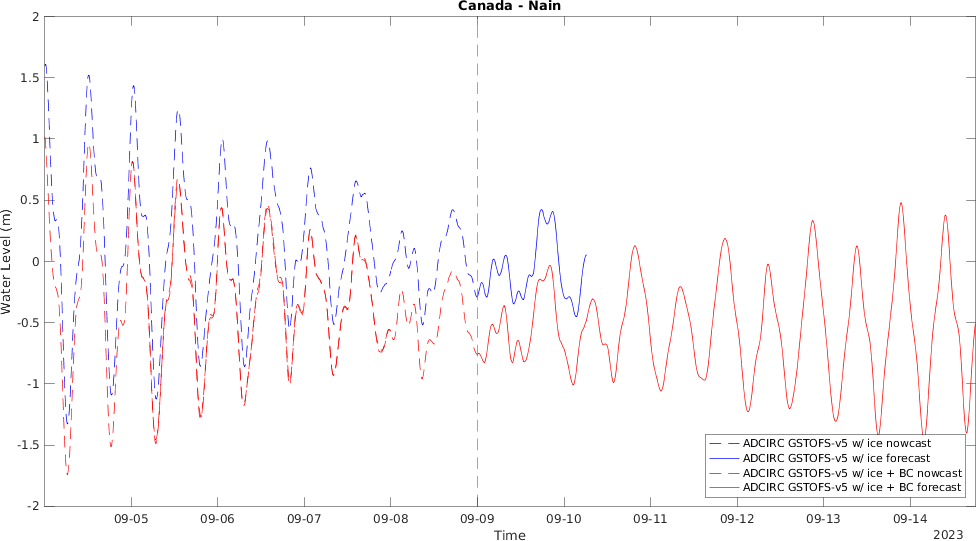 Canada - Nain
2
1.5
1
0.5
0
-0.5
-1
-1.5
-2
Water Level (m)
09-05 09-06 09-07 09-08 09-09 09-10 09-11 09-12 09-13 09-14
Time
2023
ADCIRC GSTOFS-v5 w/ ice nowcast
ADCIRC GSTOFS-v5 w/ ice forecast
ADCIRC GSTOFS-v5 w/ ice + BC nowcast
ADCIRC GSTOFS-v5 w/ ice + BC forecast